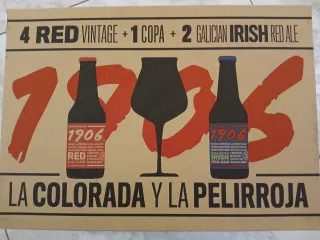 4 RED VINTAGE + 1 COPA + 2 GALICIAN IRISH RED ALE
1906
1906
RED
1906
IRISH
LA COLORADA Y LA PELIRROJA